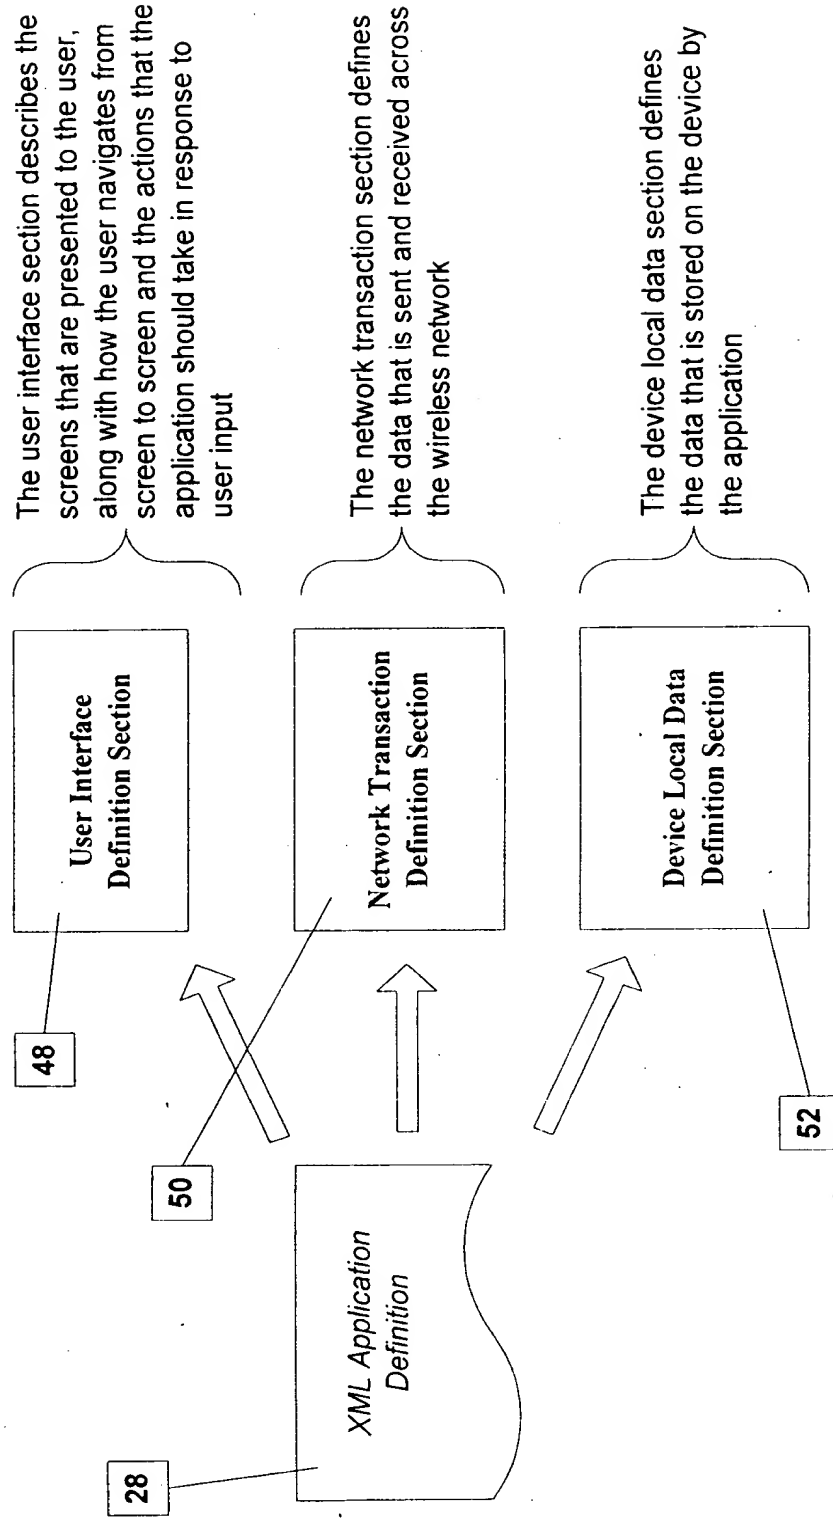 28
XML Application
Definition
48
User Interface
Definition Section
The user interface section describes the
screens that are presented to the user,
along with how the user navigates from
screen to screen and the actions that the
application should take in response to
user input
50
Network Transaction
Definition Section
The network transaction section defines
the data that is sent and received across
the wireless network
52
Device Local Data
Definition Section
The device local data section defines
the data that is stored on the device by
the application